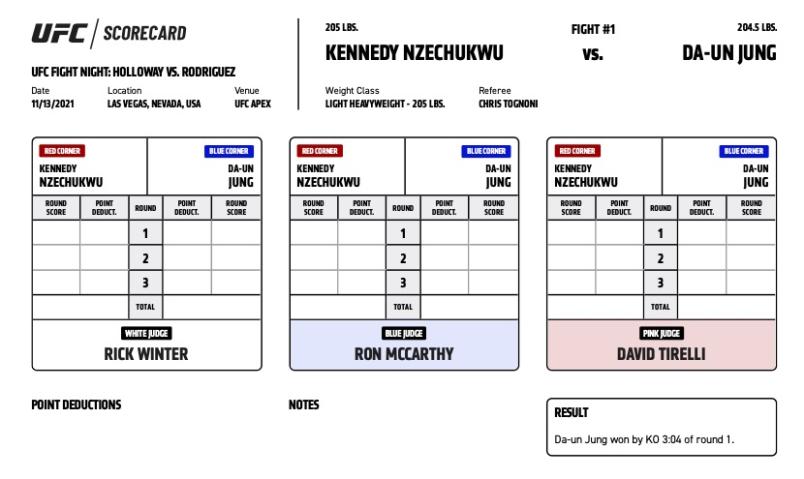 UFC / SCORECARD
UFC FIGHT NIGHT: HOLLOWAY VS. RODRIGUEZ
Date Location Venue
11/13/2021 LAS VEGAS, NEVADA, USA UFC APEX
205 LBS. FIGHT #1 204.5 LBS.
KENNEDY NZECHUKWU VS. DA-UN JUNG
Weight Class Referee
LIGHT HEAVYWEIGHT - 205 LBS. CHRIS TOGNONI
RED CORNER BLUE CORNER
KENNEDY DA-UN
NZECHUKWU JUNG
ROUND POINT ROUND POINT ROUND
SCORE DEDUCT. DEDUCT. SCORE
1
2
3
TOTAL
WHITE JUDGE
RICK WINTER
RED CORNER BLUE CORNER
KENNEDY DA-UN
NZECHUKWU JUNG
ROUND POINT ROUND POINT ROUND
SCORE DEDUCT. DEDUCT. SCORE
1
2
3
TOTAL
BLUE JUDGE
RON MCCARTHY
RED CORNER BLUE CORNER
KENNEDY DA-UN
NZECHUKWU JUNG
ROUND POINT ROUND POINT ROUND
SCORE DEDUCT. DEDUCT. SCORE
1
2
3
TOTAL
PINK JUDGE
DAVID TIRELLI
POINT DEDUCTIONS
NOTES
RESULT
Da-un Jung won by KO 3:04 of round 1.